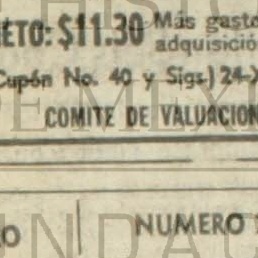 ETO: $11.30 Más gasto
adquisició
Cupón No. 40 y Sigs.) 24-X
COMITE DE VALUACION
O
NUMERO